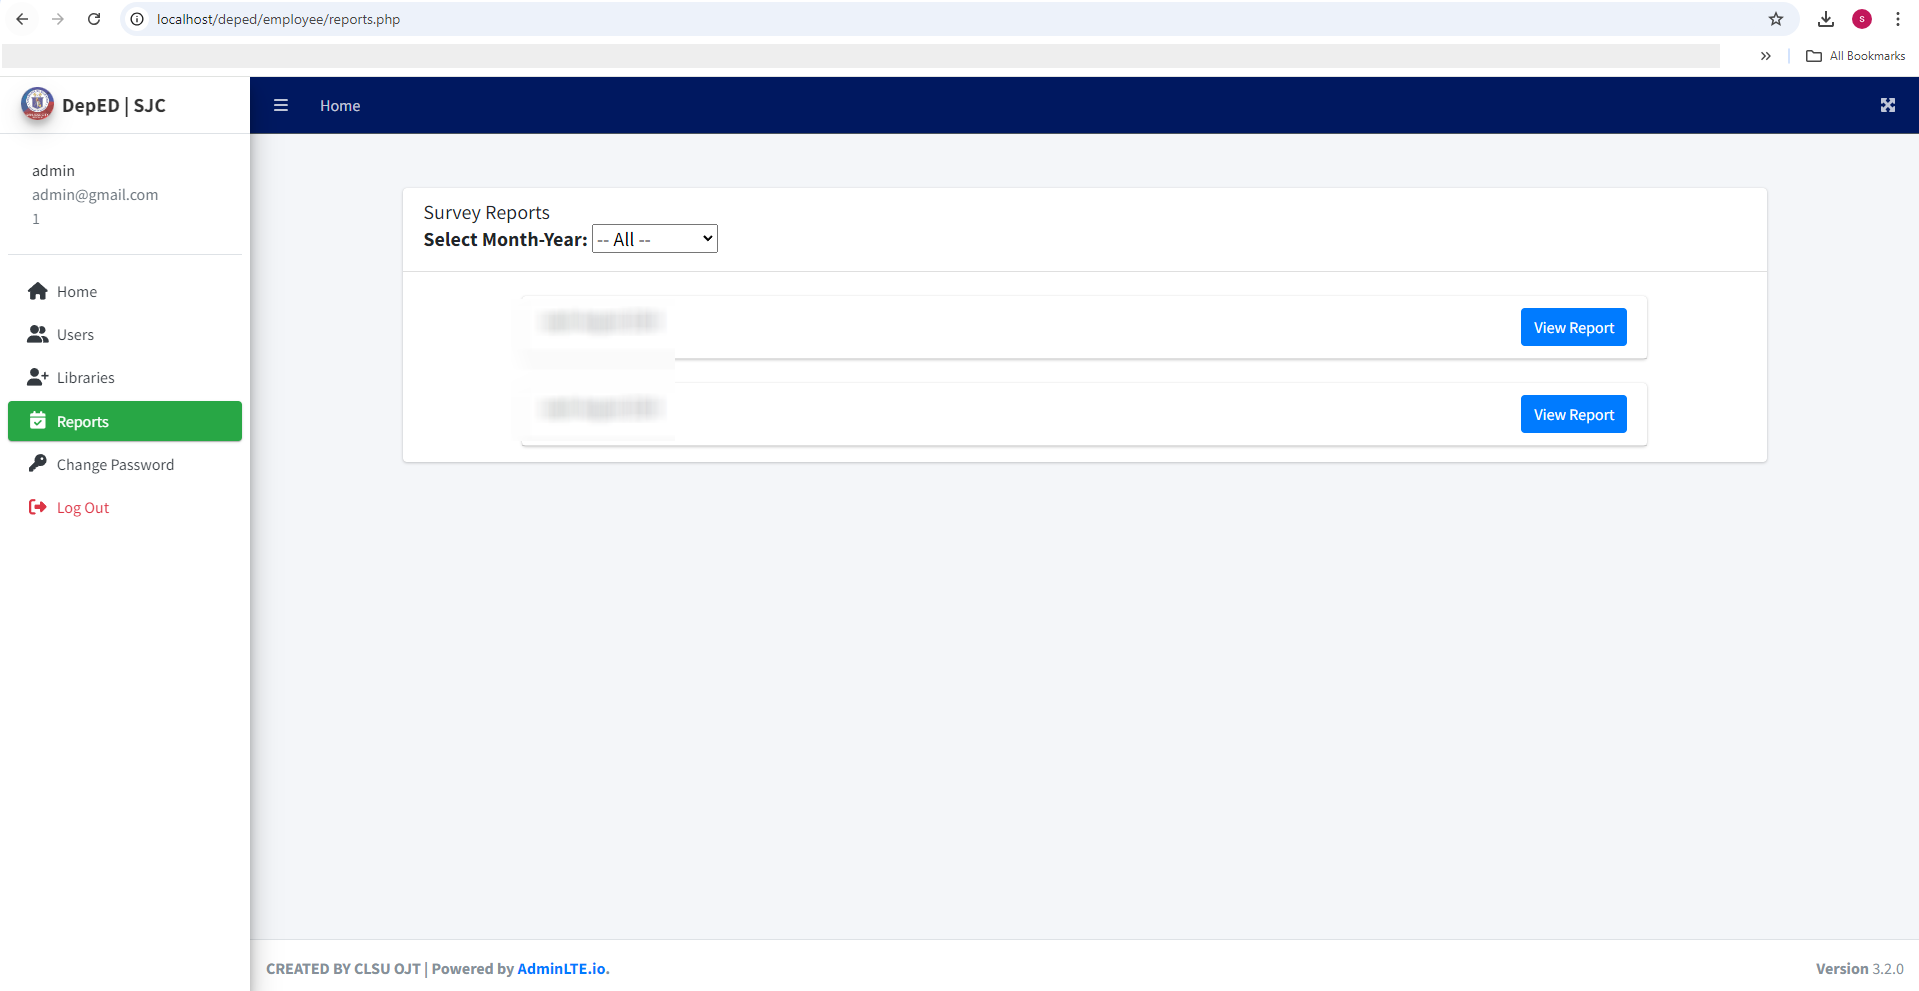 localhost/deped/employee/reports.php
S
All Bookmarks
DepED | SJC
Home
admin
admin@gmail.com
1
Home
Users
Libraries
Reports
Change Password
Log Out
Survey Reports
Select Month-Year: -- All --
View Report
View Report
CREATED BY CLSU OJT | Powered by AdminLTE.io.
Version 3.2.0